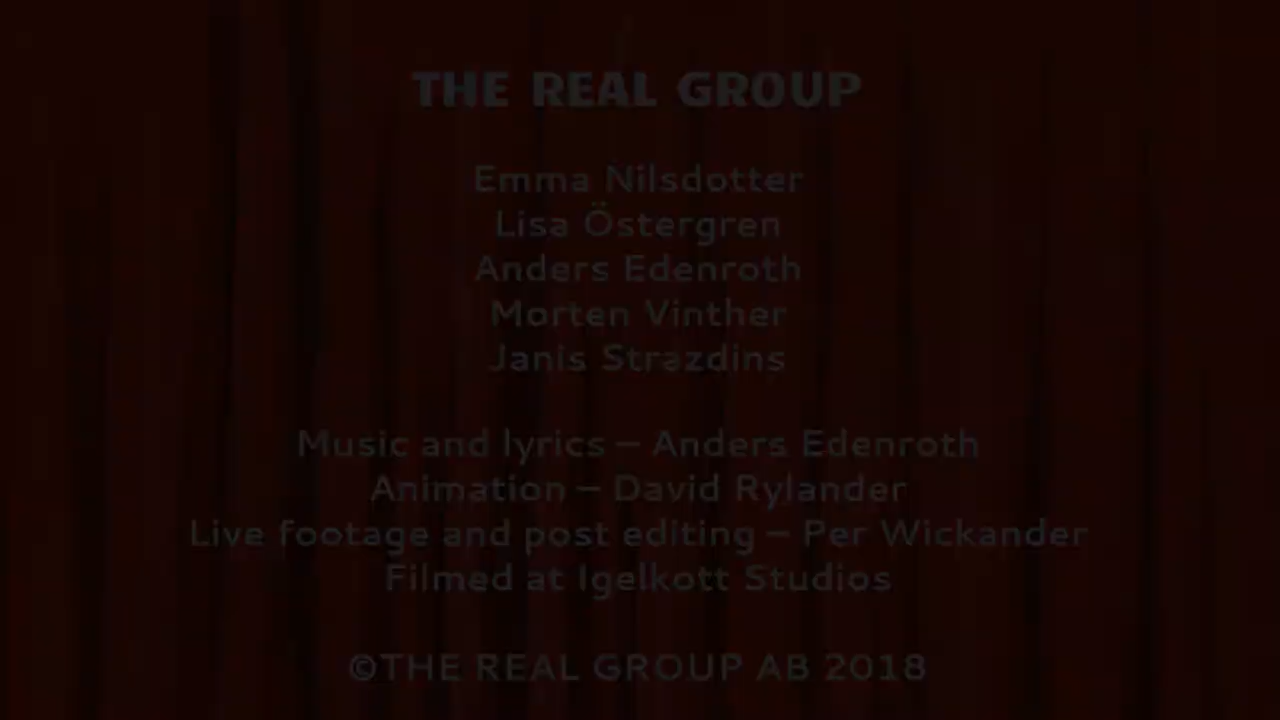 THE REAL GROUP
Emma Nilsdotter
Lisa Östergren
Anders Edenroth
Morten Vinther
Janis Strazdins
Music and lyrics – Anders Edenroth
Animation – David Rylander
Live footage and post editing – Per Wickander
Filmed at Igelkott Studios
©THE REAL GROUP AB 2018